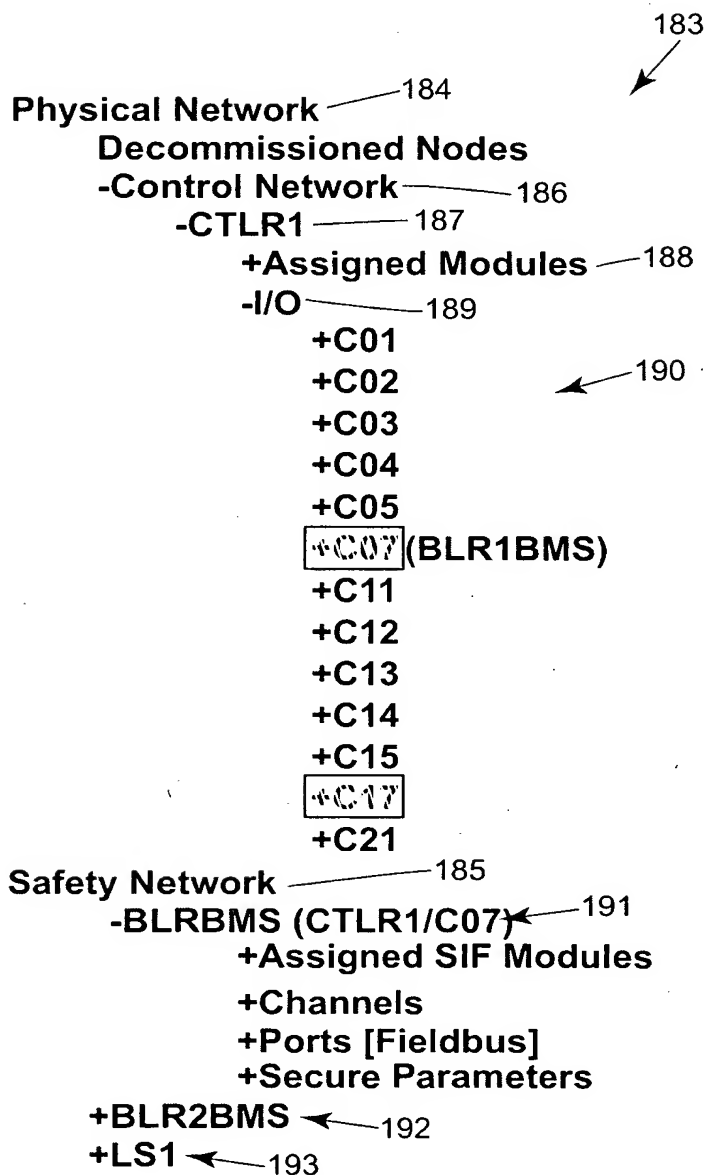 183
Physical Network 184
Decommissioned Nodes
-Control Network 186
-CTLR1 187
+Assigned Modules 188
-I/O 189
+C01
+C02 190
+C03
+C04
+C05
+C07 (BLR1BMS)
+C11
+C12
+C13
+C14
+C15
+C17
+C21
Safety Network 185
-BLRBMS (CTLR1/C07) 191
+Assigned SIF Modules
+Channels
+Ports [Fieldbus]
+Secure Parameters
+BLR2BMS 192
+LS1 193